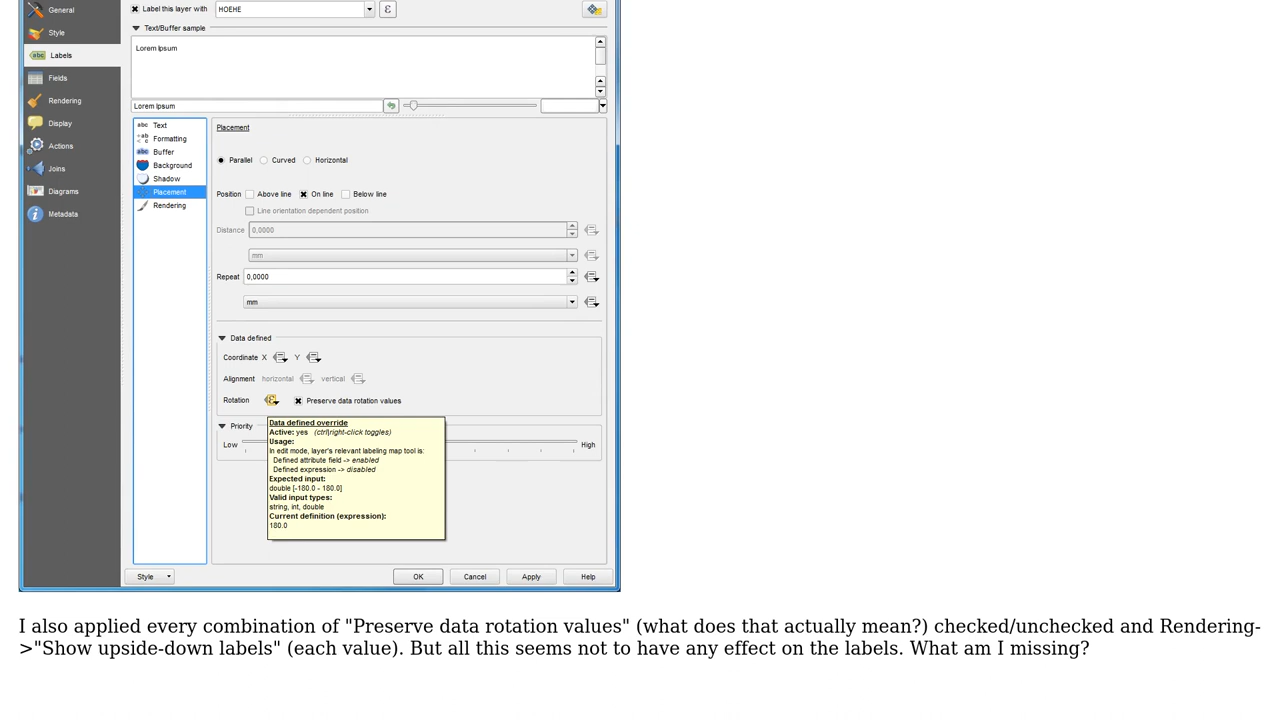 General
Label this layer with HOEHE ε
Style
Text/Buffer sample
Labels
Lorem Ipsum
Fields
Rendering
Lorem Ipsum
Display
Actions
Joins
Diagrams
Metadata
Text
Formatting
Buffer
Background
Shadow
Placement
Rendering
Placement
Parallel Curved Horizontal
Position Above line On line Below line
Line orientation dependent position
Distance 0,0000
mm
Repeat 0,0000
mm
Data defined
Coordinate X Y
Alignment horizontal vertical
Rotation Preserve data rotation values
Priority
Low High
Data defined override
Active: yes (ctrl|right-click toggles)
Usage:
In edit mode, layer's relevant labeling map tool is:
Defined attribute field -> enabled
Defined expression -> disabled
Expected input:
double [-180.0 - 180.0]
Valid input types:
string, int, double
Current definition (expression):
180.0
Style OK Cancel Apply Help
I also applied every combination of "Preserve data rotation values" (what does that actually mean?) checked/unchecked and Rendering-
>"Show upside-down labels" (each value). But all this seems not to have any effect on the labels. What am I missing?